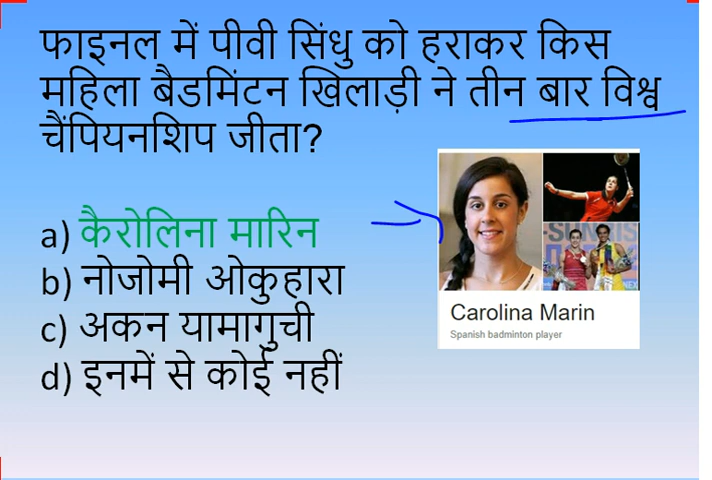 फाइनल में पीवी सिंधु को हराकर किस
महिला बैडमिंटन खिलाड़ी ने तीन बार विश्व
चैंपियनशिप जीता?
a) कैरोलिना मारिन
b) नोजोमी ओकुहारा
c) अकन यामागुची
d) इनमें से कोई नहीं
Carolina Marin
Spanish badminton player